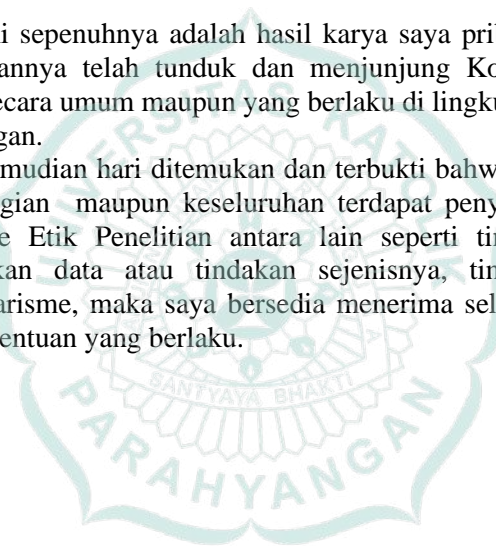 i sepenuhnya adalah hasil karya saya pri
annya telah tunduk dan menjunjung Ko
ecara umum maupun yang berlaku di lingku
gan.
mudian hari ditemukan dan terbukti bahw
gian maupun keseluruhan terdapat peny
e Etik Penelitian antara lain seperti tin
kan data atau tindakan sejenisnya, tin
arisme, maka saya bersedia menerima sel
entuan yang berlaku.
UNIVERSITAS KATOLIK
SANTYAYA BHAKTI
PARAHYANGAN